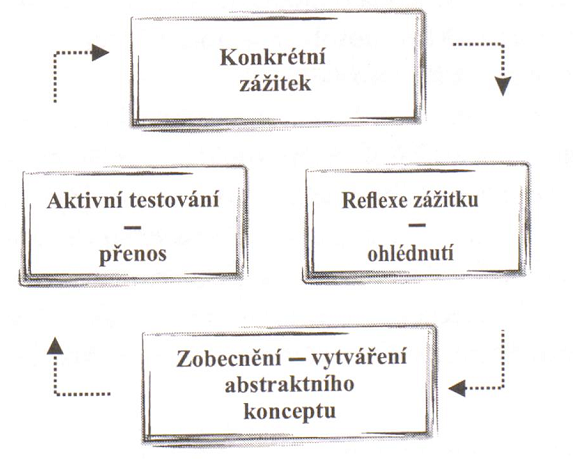 Konkrétní
zážitek
Aktivní testování
–
přenos
Reflexe zážitku
–
ohlédnutí
Zobecnění – vytváření
abstraktního
konceptu